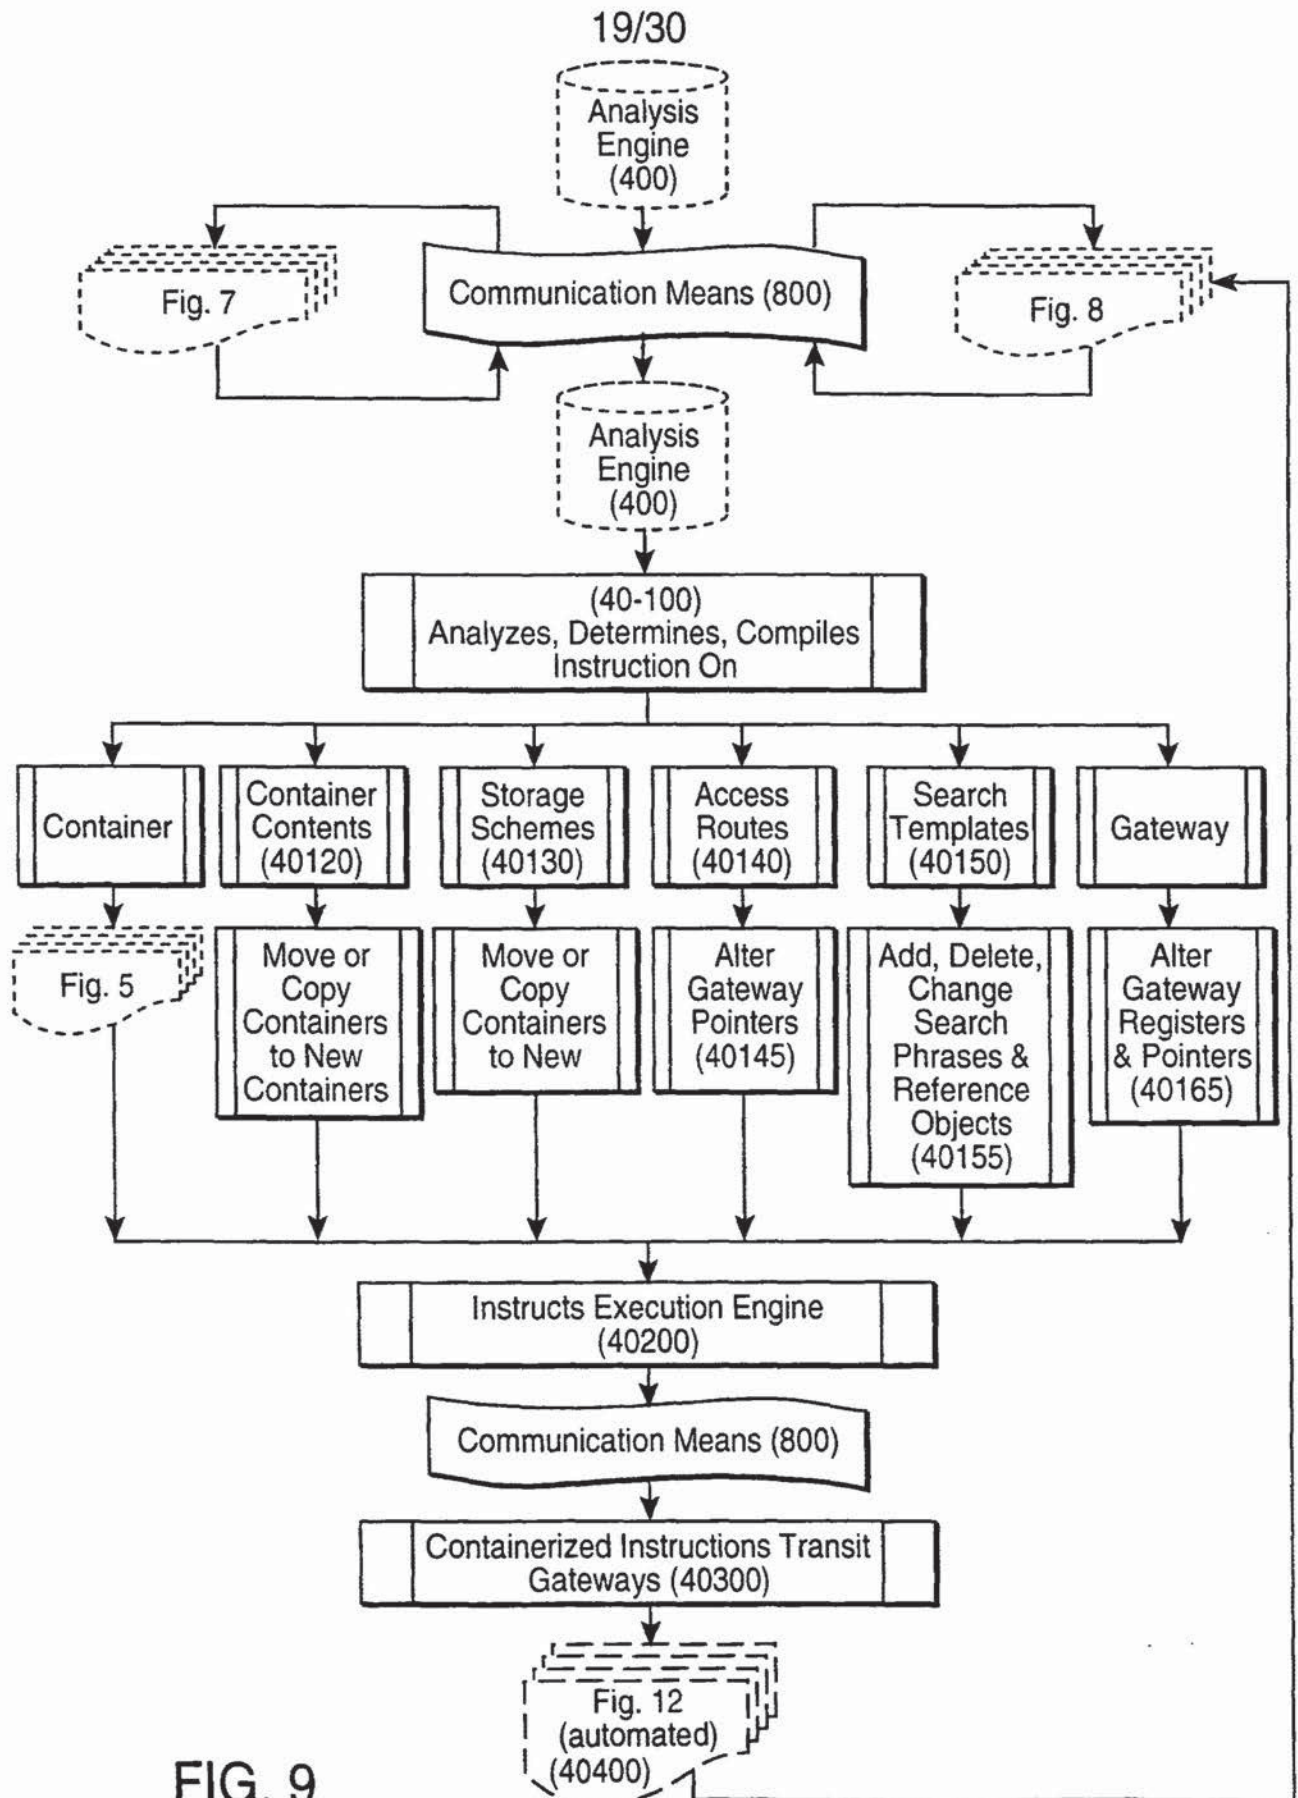 19/30
Analysis
Engine
(400)
Fig. 7
Communication Means (800)
Fig. 8
Analysis
Engine
(400)
(40-100)
Analyzes, Determines, Compiles
Instruction On
Container
Container
Contents
(40120)
Storage
Schemes
(40130)
Access
Routes
(40140)
Search
Templates
(40150)
Gateway
Fig. 5
Move or
Copy
Containers
to New
Containers
Move or
Copy
Containers
to New
Alter
Gateway
Pointers
(40145)
Add, Delete,
Change
Search
Phrases &
Reference
Objects
(40155)
Alter
Gateway
Registers
& Pointers
(40165)
Instructs Execution Engine
(40200)
Communication Means (800)
Containerized Instructions Transit
Gateways (40300)
Fig. 12
(automated)
(40400)
FIG. 9